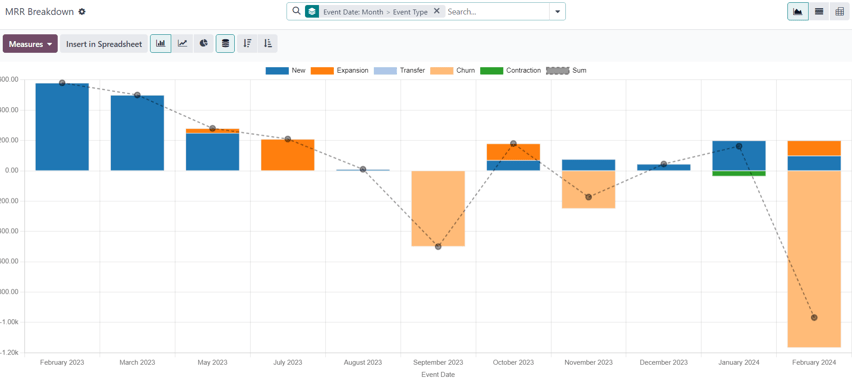 MRR Breakdown
Event Date: Month > Event Type
Search...
Measures
Insert in Spreadsheet
New Expansion Transfer Churn Contraction Sum
600.00
400.00
200.00
0.00
200.00
400.00
600.00
800.00
-1.00k
-1.20k
February 2023 March 2023 May 2023 July 2023 August 2023 September 2023 October 2023 November 2023 December 2023 January 2024 February 2024
Event Date